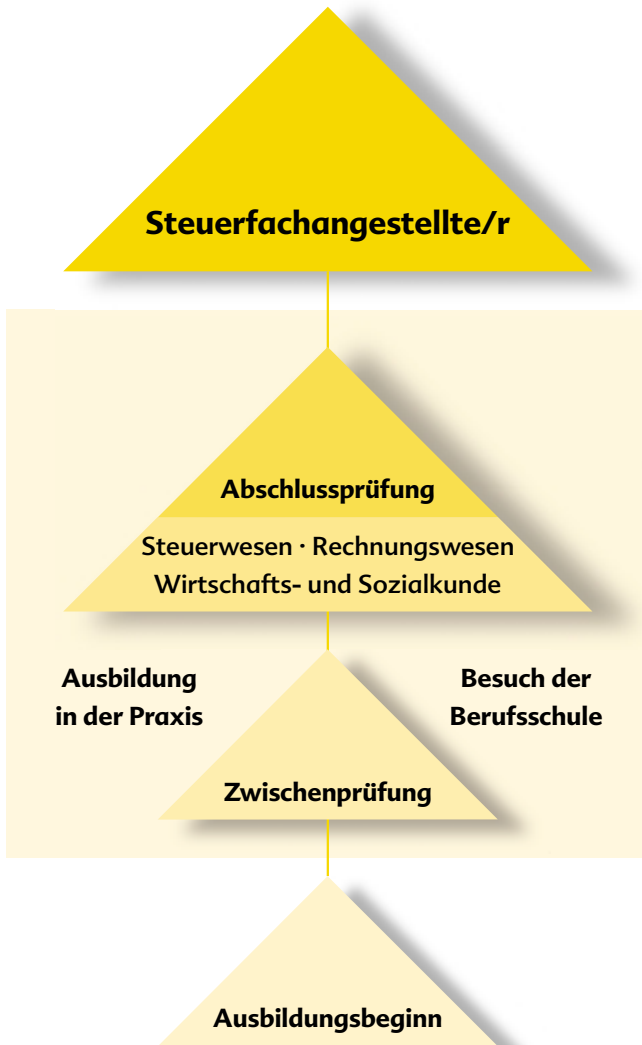 Steuerfachangestellte/r
Abschlussprüfung
Steuerwesen · Rechnungswesen
Wirtschafts- und Sozialkunde
Ausbildung
in der Praxis
Besuch der
Berufsschule
Zwischenprüfung
Ausbildungsbeginn